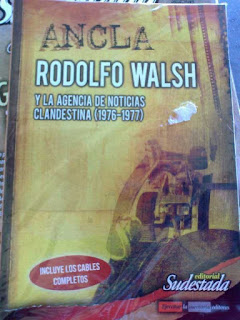 ANCLA
RODOLFO WALSH
Y LA AGENCIA DE NOTICIAS
CLANDESTINA (1976-1977)
INCLUYE LOS CABLES
COMPLETOS
editorial
Sudestada